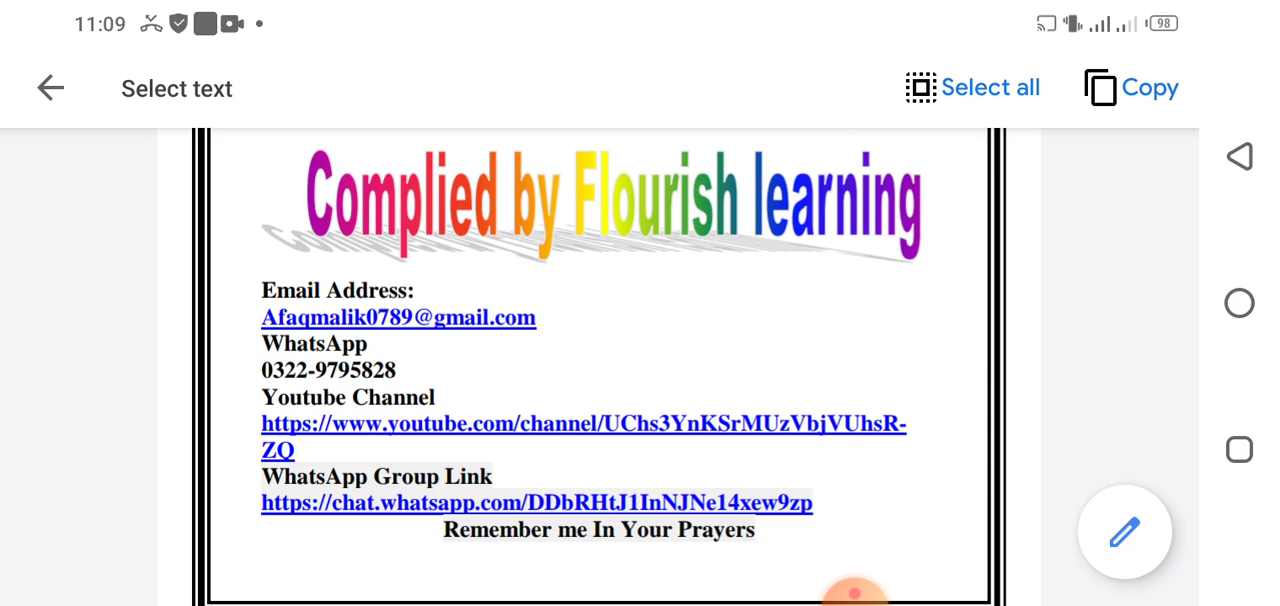 11:09
98
Select text
Select all
Copy
Complied by Flourish learning
Email Address:
Afaqmalik0789@gmail.com
WhatsApp
0322-9795828
Youtube Channel
https://www.youtube.com/channel/UChs3YnKSrMUzVbjVUhsR-
ZQ
WhatsApp Group Link
https://chat.whatsapp.com/DDbRHtJ1InNJNe14xew9zp
Remember me In Your Prayers